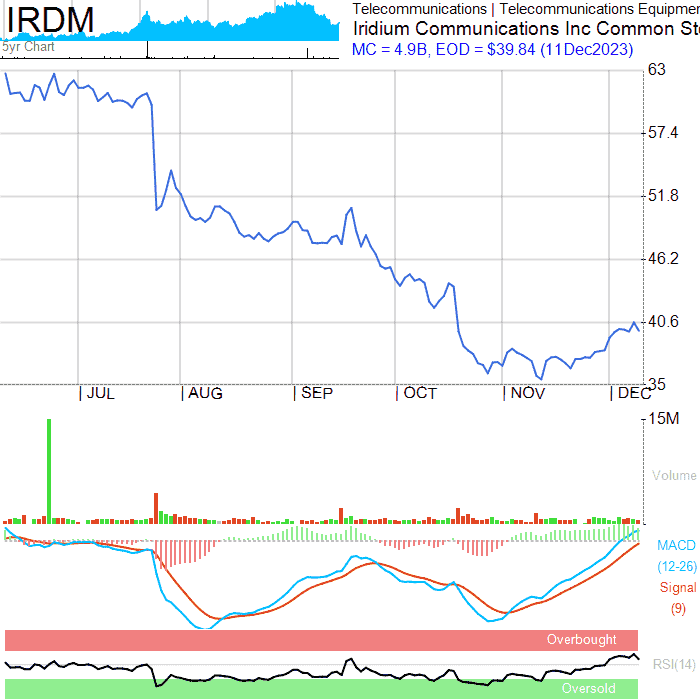 IRDM
5yr Chart
Telecommunications | Telecommunications Equipmen
Iridium Communications Inc Common St
MC = 4.9B, EOD = $39.84 (11Dec2023)
63
57.4
51.8
46.2
40.6
35
JUL
AUG
SEP
OCT
NOV
DEC
15M
Volume
MACD
(12-26)
Signal
(9)
Overbought
RSI(14)
Oversold